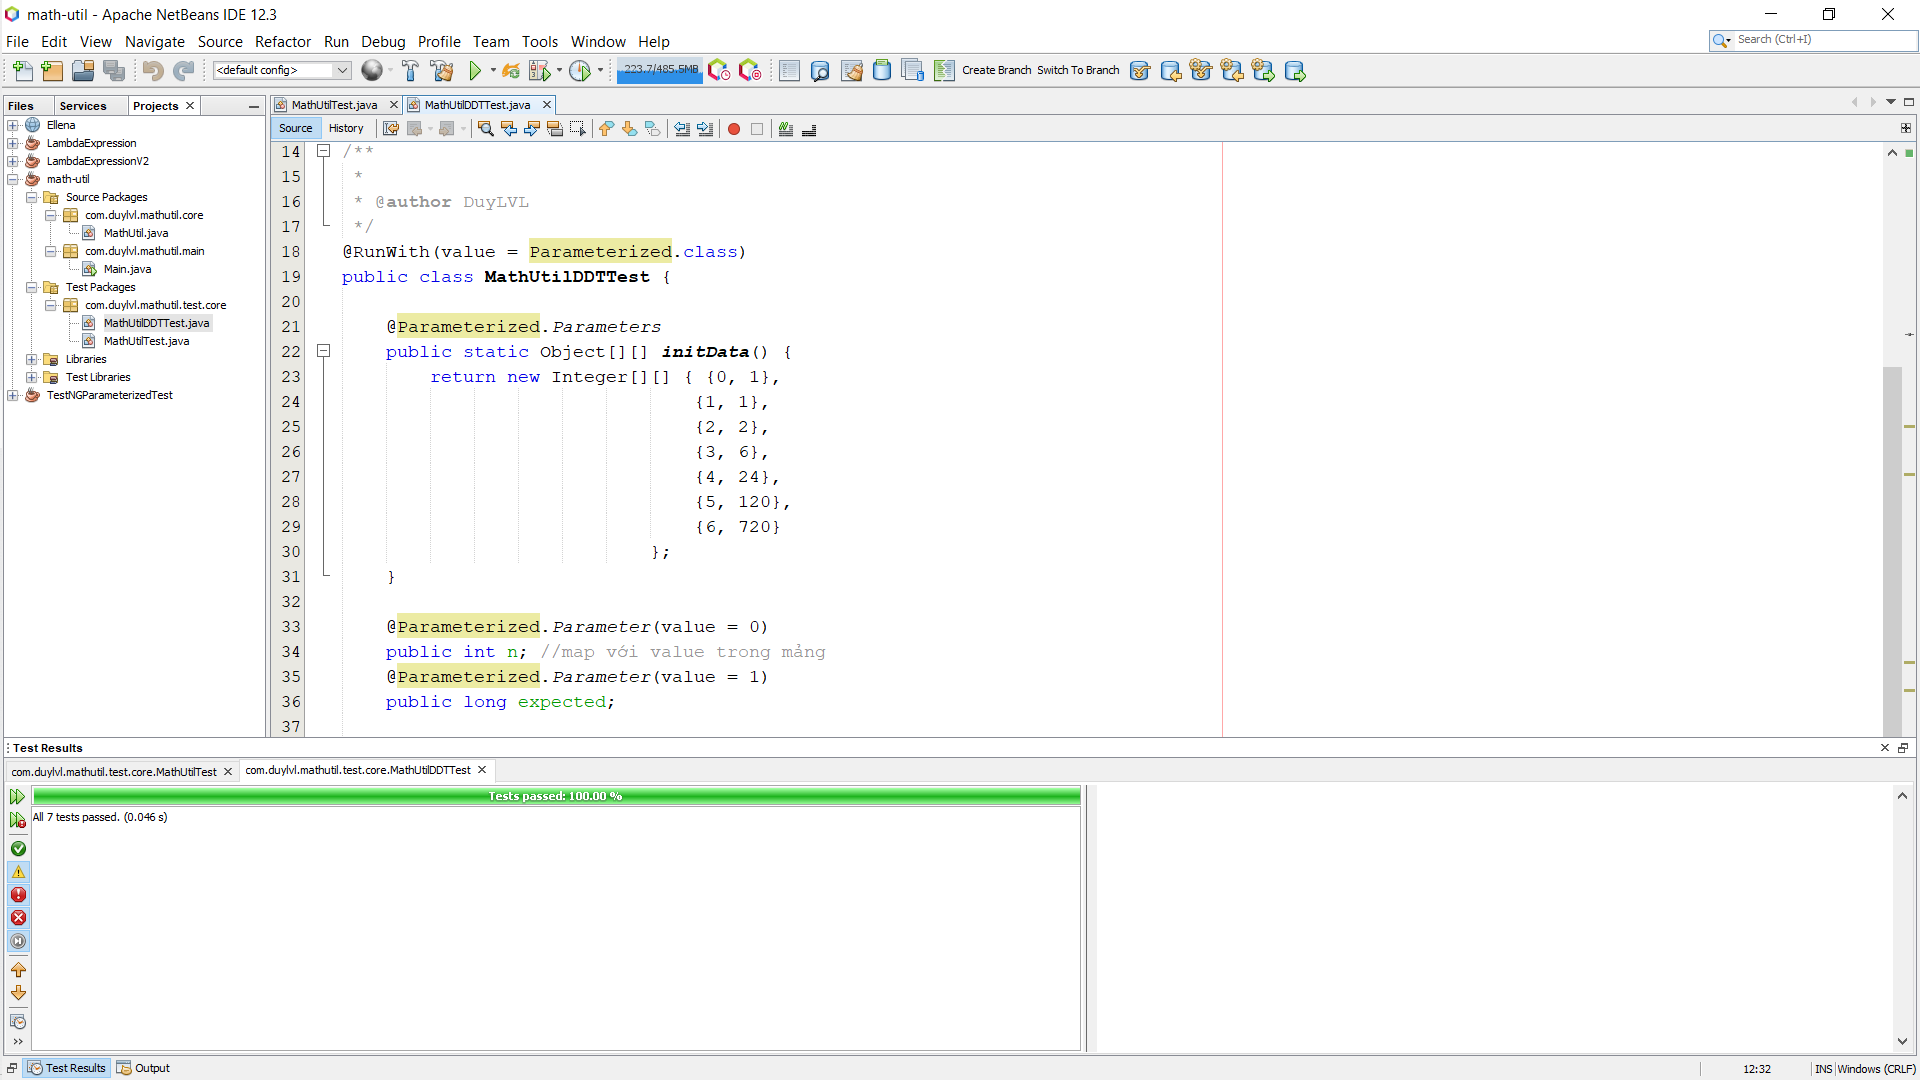 math-util - Apache NetBeans IDE 12.3
File Edit View Navigate Source Refactor Run Debug Profile Team Tools Window Help
Search (Ctrl+I)
<default config>
223.7/485.5MB
Create Branch Switch To Branch
Files Services Projects
MathUtilTest.java MathUtilDDTTest.java
Source History
Ellena
LambdaExpression
LambdaExpressionV2
math-util
Source Packages
com.duylvl.mathutil.core
MathUtil.java
com.duylvl.mathutil.main
Main.java
Test Packages
com.duylvl.mathutil.test.core
MathUtilDDTTest.java
MathUtilTest.java
Libraries
Test Libraries
TestNGParameterizedTest
14 /**
15 *
16 * @author DuyLVL
17 */
18 @RunWith(value = Parameterized.class)
19 public class MathUtilDDTTest {
20
21 @Parameterized.Parameters
22 public static Object[][] initData() {
23 return new Integer[][] { {0, 1},
24 {1, 1},
25 {2, 2},
26 {3, 6},
27 {4, 24},
28 {5, 120},
29 {6, 720}
30 };
31 }
32
33 @Parameterized.Parameter(value = 0)
34 public int n; //map với value trong mảng
35 @Parameterized.Parameter(value = 1)
36 public long expected;
37
Test Results
com.duylvl.mathutil.test.core.MathUtilTest com.duylvl.mathutil.test.core.MathUtilDDTTest
Tests passed: 100.00 %
All 7 tests passed. (0.046 s)
Test Results Output
12:32 INS Windows (CRLF)